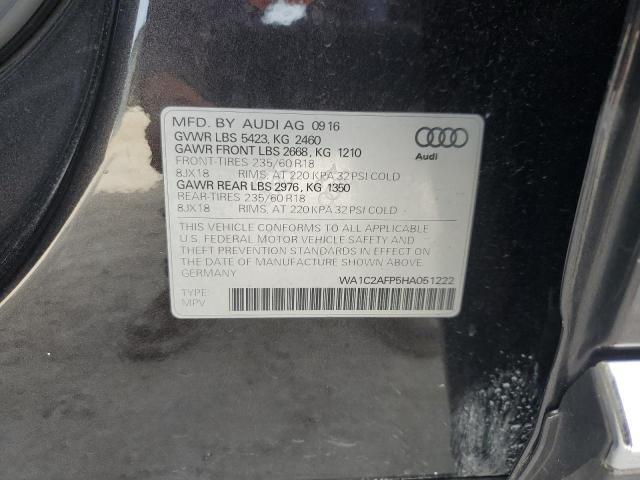 MFD. BY AUDI AG 09 16
GVWR LBS 5423, KG 2460
GAWR FRONT LBS 2668, KG 1210
FRONT-TIRES 235/60 R18
8JX18 RIMS, AT 220 KPA 32 PSI COLD
GAWR REAR LBS 2976, KG 1350
REAR-TIRES 235/60 R18
8JX18 RIMS, AT 220 KPA 32 PSI COLD
Audi
THIS VEHICLE CONFORMS TO ALL APPLICABLE
U.S. FEDERAL MOTOR VEHICLE SAFETY AND
THEFT PREVENTION STANDARDS IN EFFECT ON
THE DATE OF MANUFACTURE SHOWN ABOVE
GERMANY
WA1C2AFP5HA051222
TYPE:
MPV